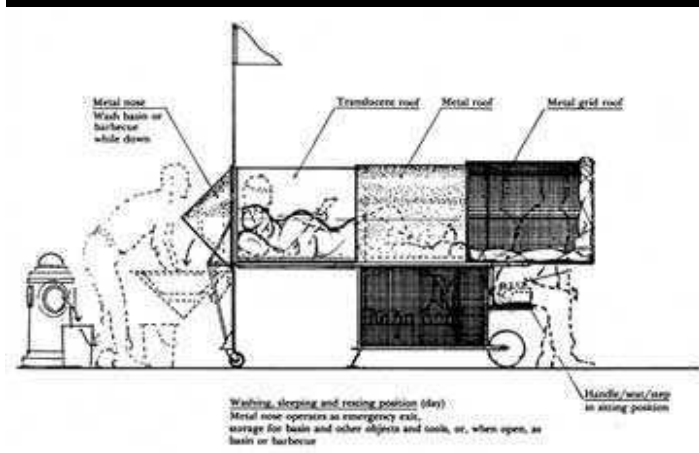 Metal nose
Wash basin or
barbecue
while down
Translucent roof
Metal roof
Metal grid roof
Handle/seat/step
in sitting position
Washing, sleeping and resting position (day)
Metal nose operates as emergency exit,
storage for basin and other objects and tools, or, when open, as
basin or barbecue